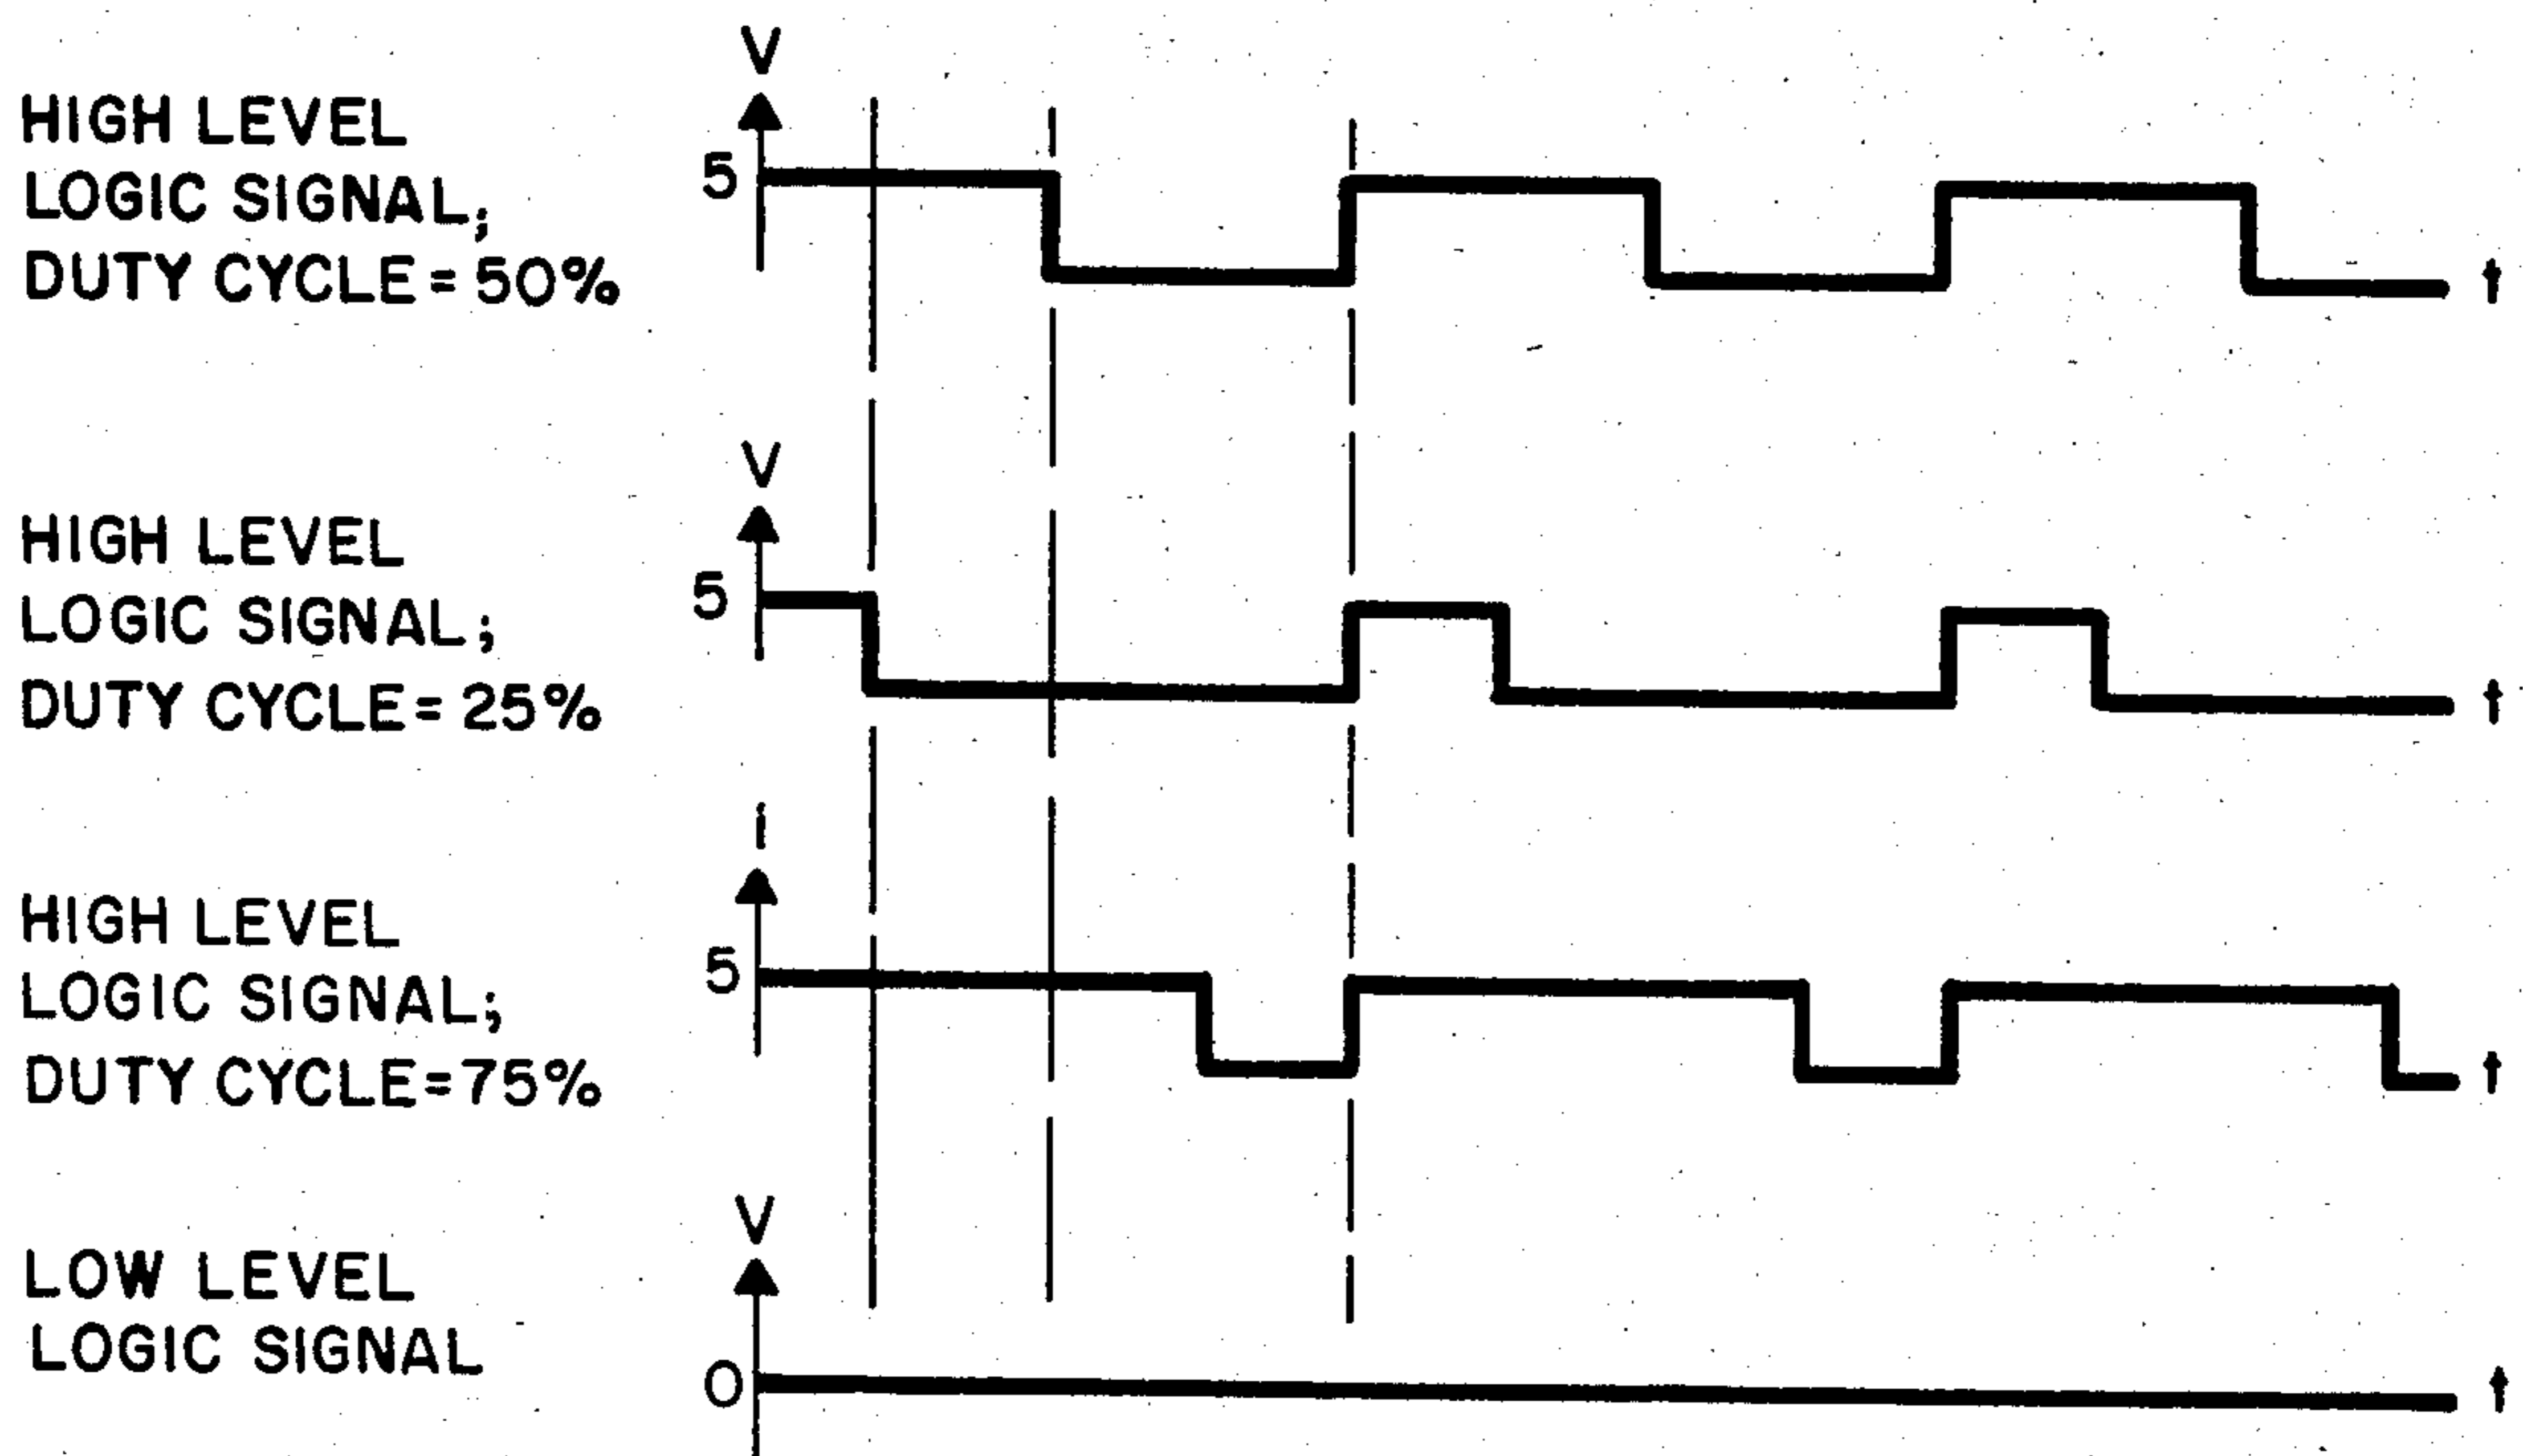 V
HIGH LEVEL
LOGIC SIGNAL;
DUTY CYCLE = 50%
5
t
V
HIGH LEVEL
LOGIC SIGNAL;
DUTY CYCLE = 25%
5
t
I
HIGH LEVEL
LOGIC SIGNAL;
DUTY CYCLE = 75%
5
t
V
LOW LEVEL
LOGIC SIGNAL
0
t